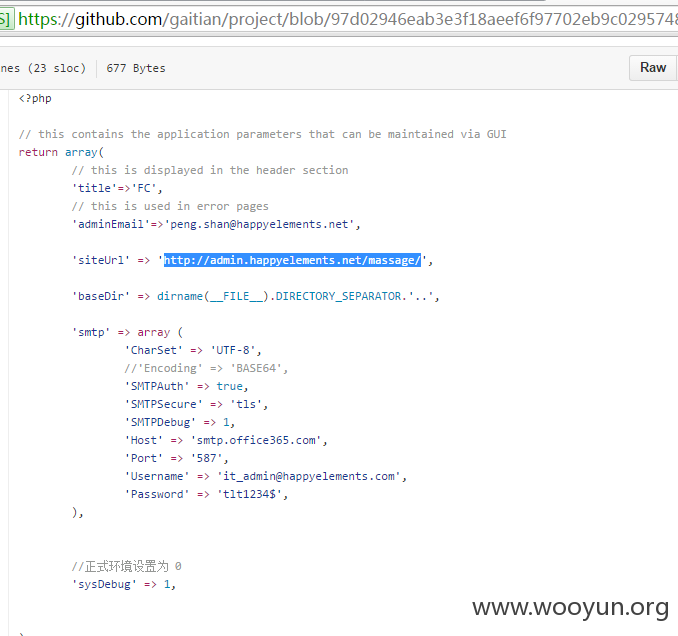 S] https://github.com/gaitian/project/blob/97d02946eab3e3f18aeef6f97702eb9c0295748
nes (23 sloc) 677 Bytes Raw
<?php
// this contains the application parameters that can be maintained via GUI
return array(
// this is displayed in the header section
'title'=>'FC',
// this is used in error pages
'adminEmail'=>'peng.shan@happyelements.net',
'siteUrl' => 'http://admin.happyelements.net/massage/',
'baseDir' => dirname(__FILE__).DIRECTORY_SEPARATOR.'..',
'smtp' => array (
'CharSet' => 'UTF-8',
//'Encoding' => 'BASE64',
'SMTPAuth' => true,
'SMTPSecure' => 'tls',
'SMTPDebug' => 1,
'Host' => 'smtp.office365.com',
'Port' => '587',
'Username' => 'it_admin@happyelements.com',
'Password' => 'tlt1234$',
),
//正式环境设置为 0
'sysDebug' => 1,
www.wooyun.org